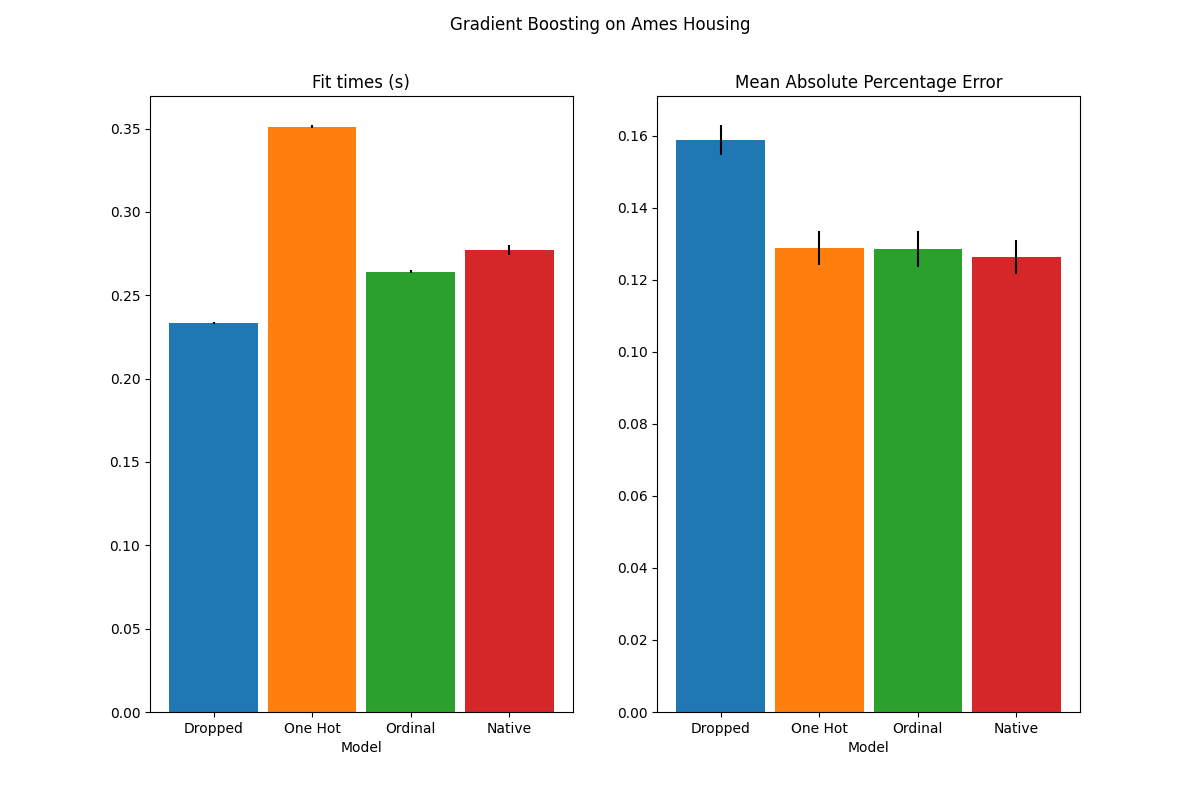 Gradient Boosting on Ames Housing
Fit times (s)
0.35
0.30
0.25
0.20
0.15
0.10
0.05
0.00
Dropped One Hot Ordinal Native
Model
Mean Absolute Percentage Error
0.16
0.14
0.12
0.10
0.08
0.06
0.04
0.02
0.00
Dropped One Hot Ordinal Native
Model